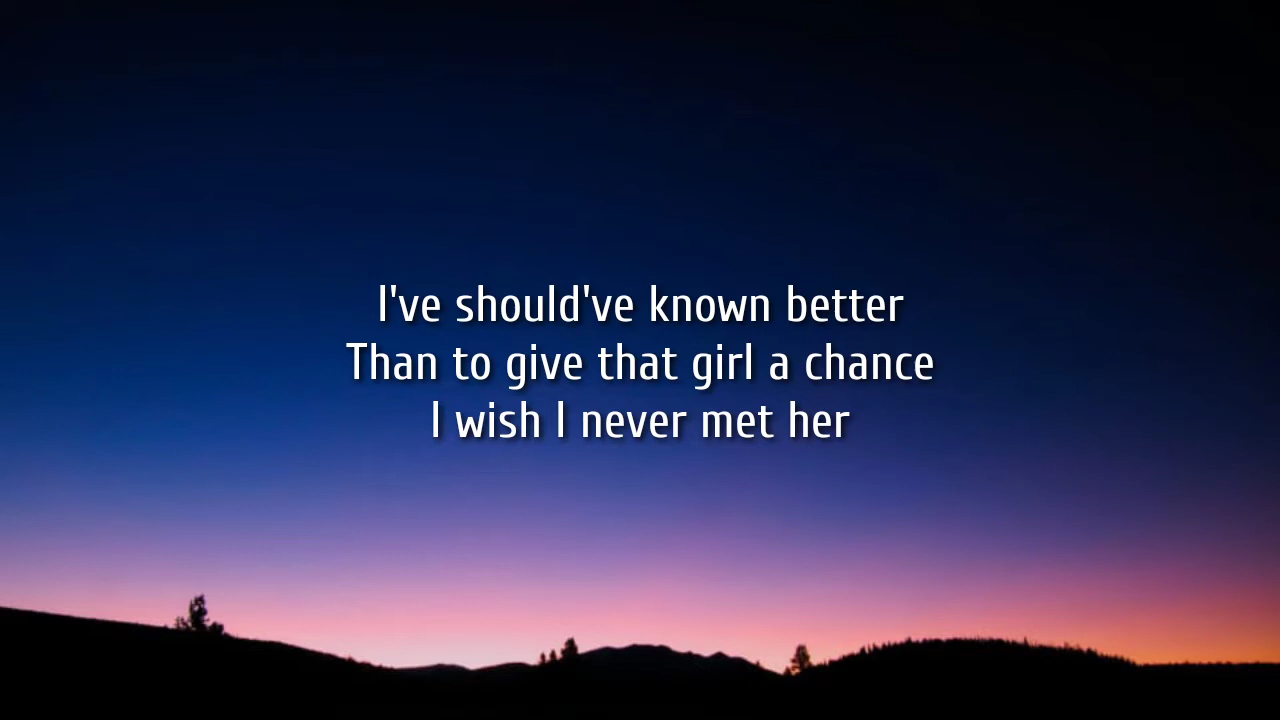 I've should've known better
Than to give that girl a chance
I wish I never met her